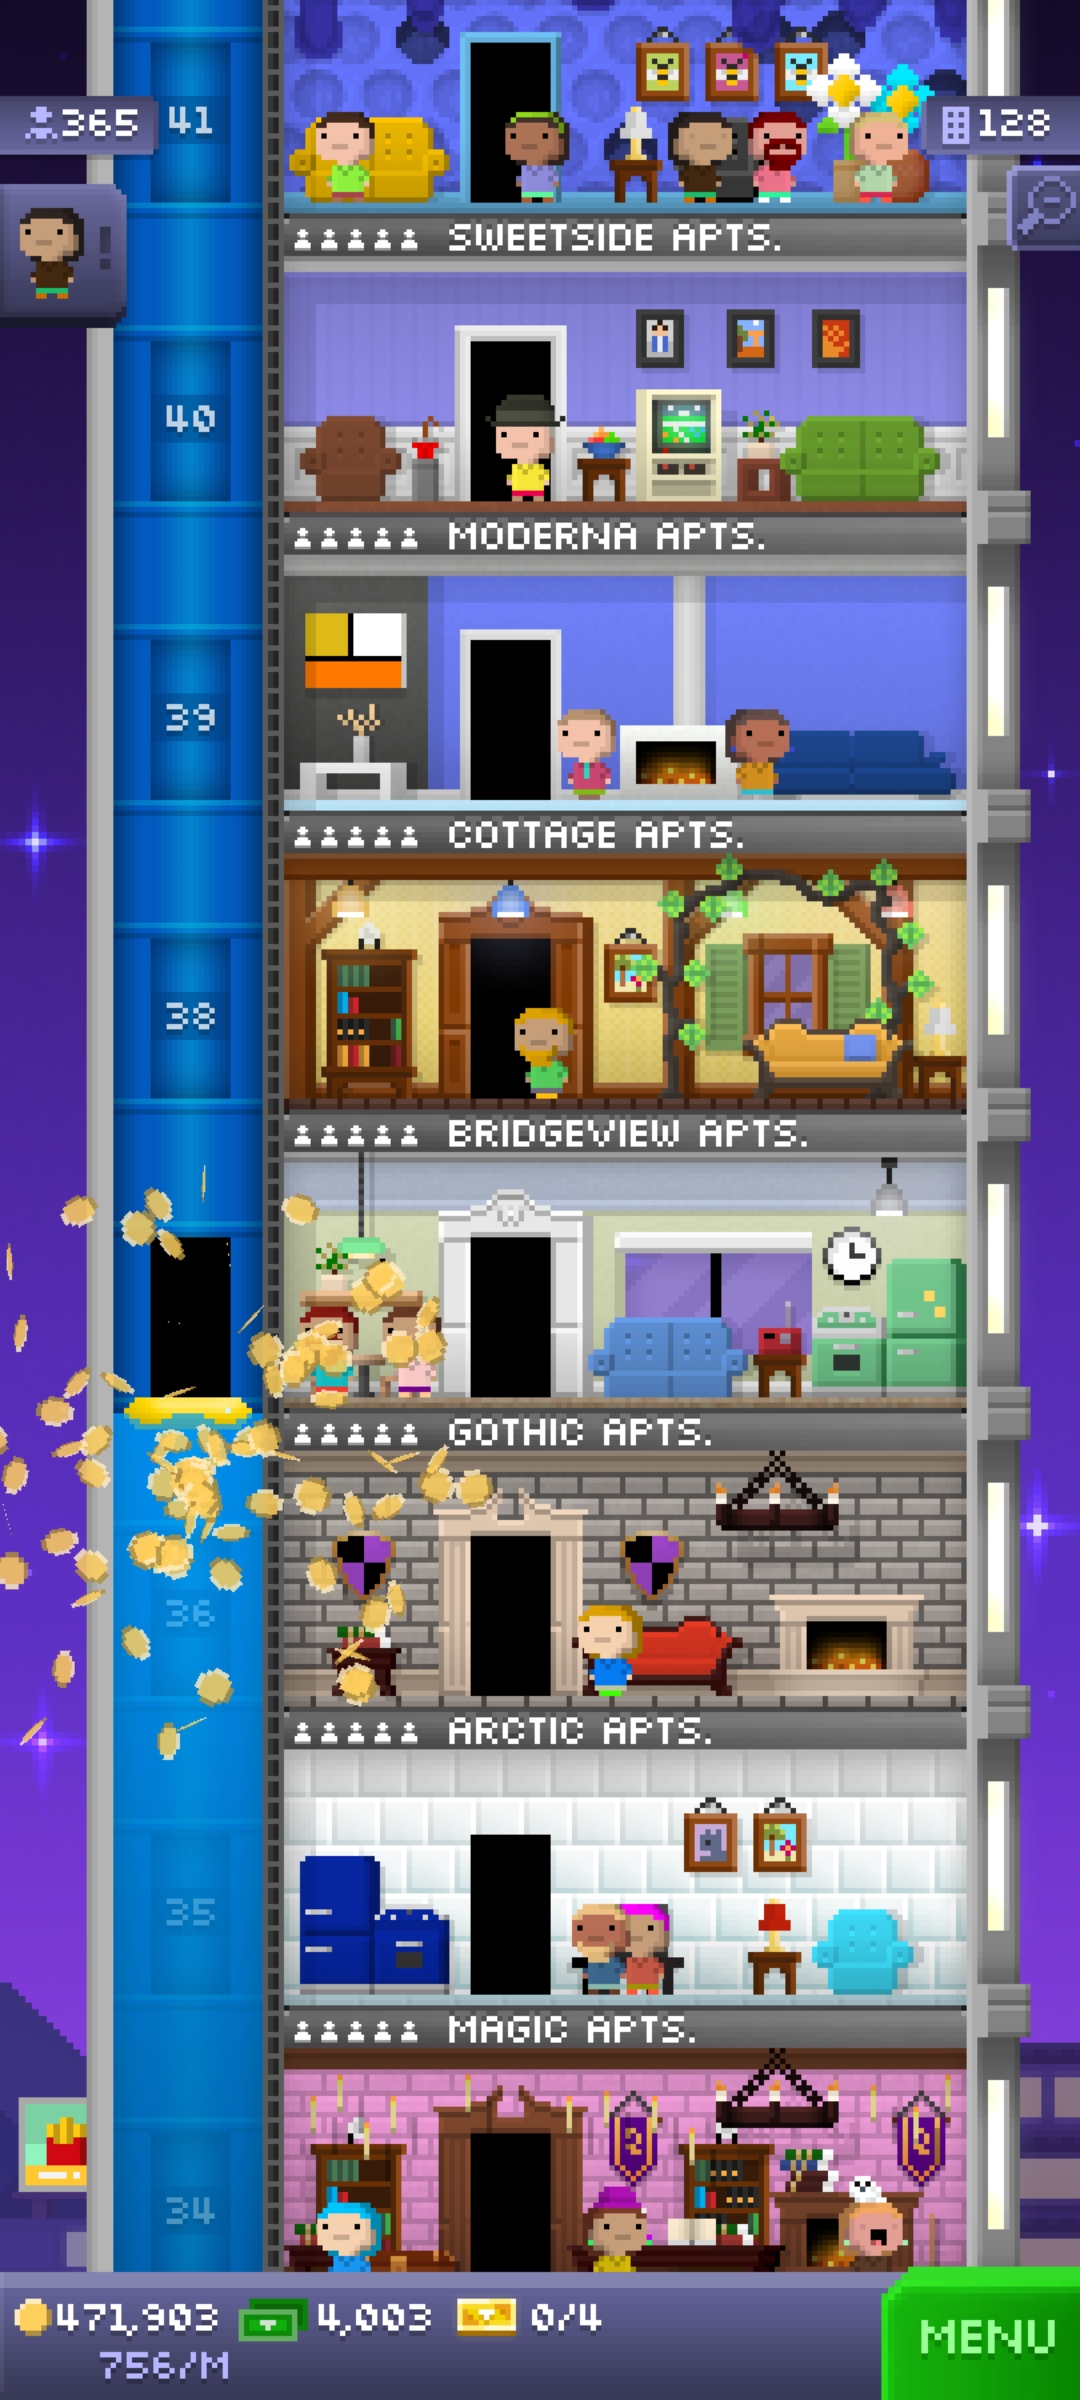 365
41
128
!
SWEETSIDE APTS.
40
MODERNA APTS.
39
COTTAGE APTS.
38
BRIDGEVIEW APTS.
GOTHIC APTS.
36
ARCTIC APTS.
35
MAGIC APTS.
34
471,903 4,003 0/4
756/M
MENU